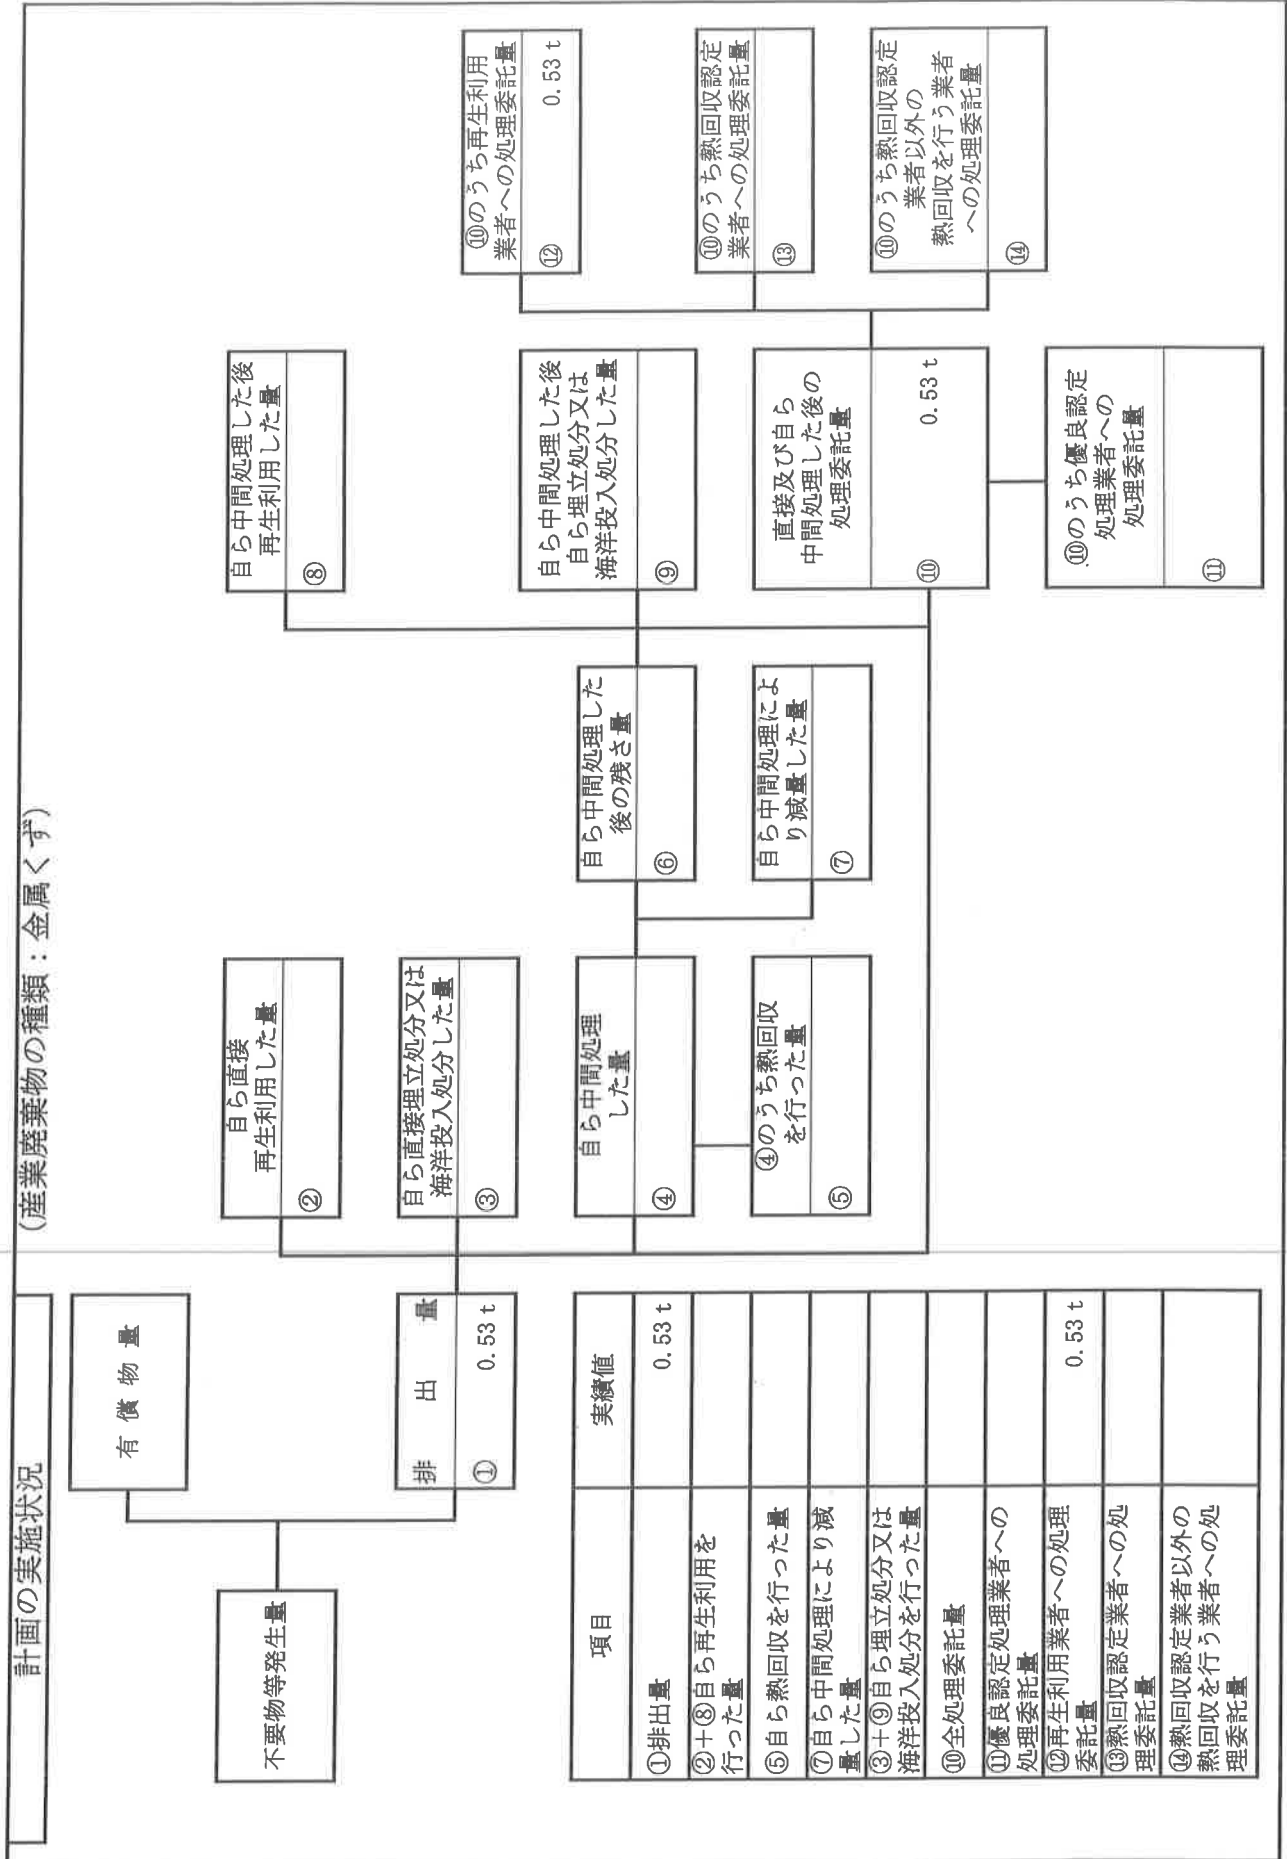 計画の実施状況
(産業廃棄物の種類：金属くず)
不要物等発生量
有償物量
排出量
① 0.53t
自ら直接
再生利用した量
②
自ら直接埋立処分又は
海洋投入処分した量
③
自ら中間処理
した量
④
④のうち熱回収
を行った量
⑤
自ら中間処理した
後の残さ量
⑥
自ら中間処理によ
り減量した量
⑦
自ら中間処理した後
再生利用した量
⑧
自ら中間処理した後
自ら埋立処分又は
海洋投入処分した量
⑨
直接及び自ら
中間処理した後の
処理委託量
⑩ 0.53t
⑩のうち優良認定
処理業者への
処理委託量
⑪
⑩のうち再生利用
業者への処理委託量
⑫ 0.53t
⑩のうち熱回収認定
業者への処理委託量
⑬
⑩のうち熱回収認定
業者以外の
熱回収を行う業者
への処理委託量
⑭
項目 実績値
①排出量 0.53t
②＋⑧自ら再生利用を
行った量
⑤自ら熱回収を行った量
⑦自ら中間処理により減
量した量
③＋⑨自ら埋立処分又は
海洋投入処分を行った量
⑩全処理委託量
⑪優良認定処理業者への
処理委託量
⑫再生利用業者への処理
委託量 0.53t
⑬熱回収認定業者への処
理委託量
⑭熱回収認定業者以外の
熱回収を行う業者への処
理委託量